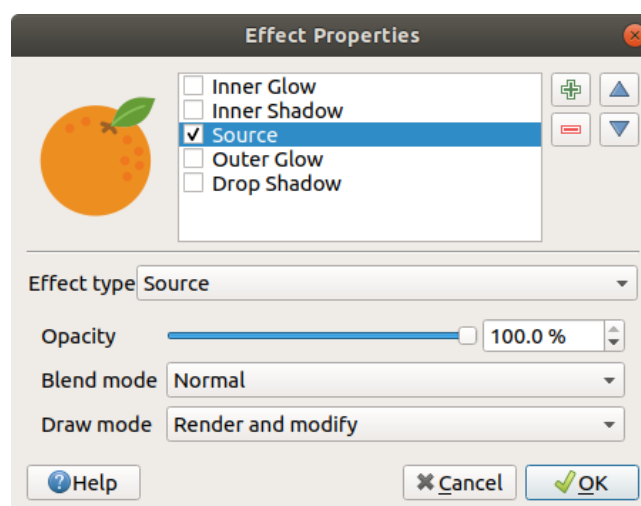 Effect Properties
Inner Glow
Inner Shadow
Source
Outer Glow
Drop Shadow
Effect type Source
Opacity 100.0 %
Blend mode Normal
Draw mode Render and modify
Help Cancel OK